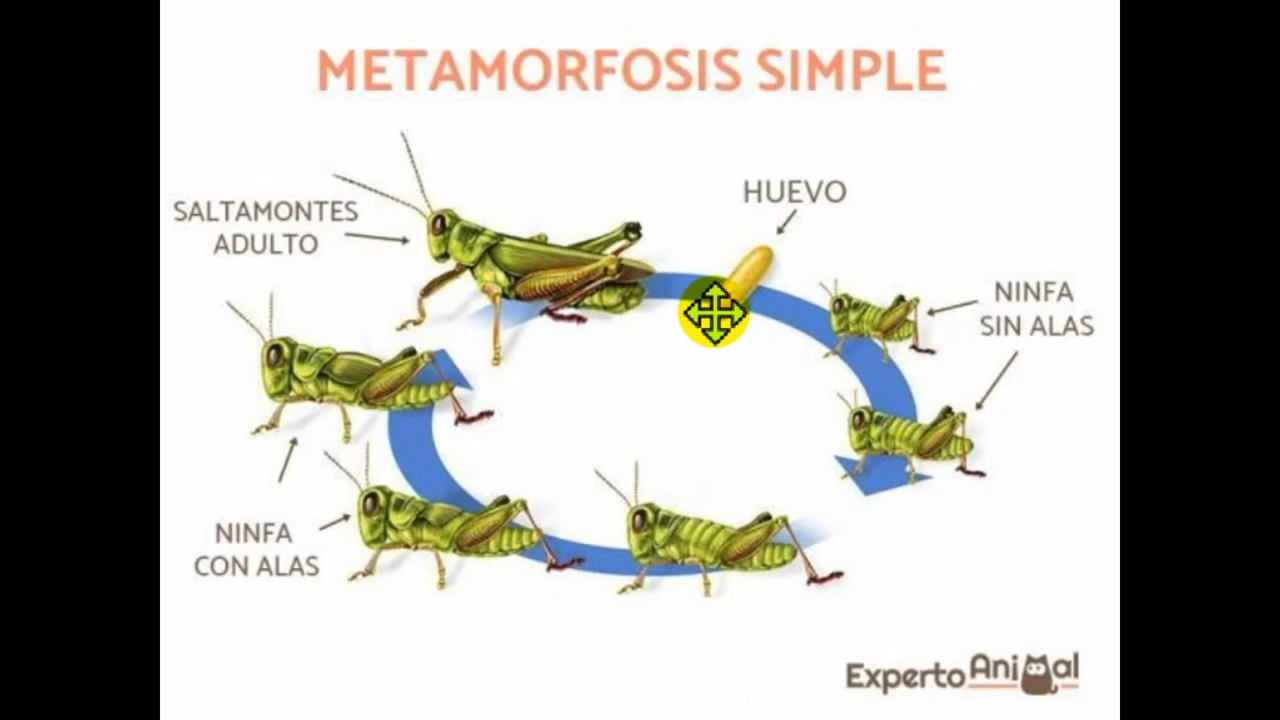 METAMORFOSIS SIMPLE
SALTAMONTES
ADULTO
HUEVO
NINFA
SIN ALAS
NINFA
CON ALAS
ExpertoAnimal